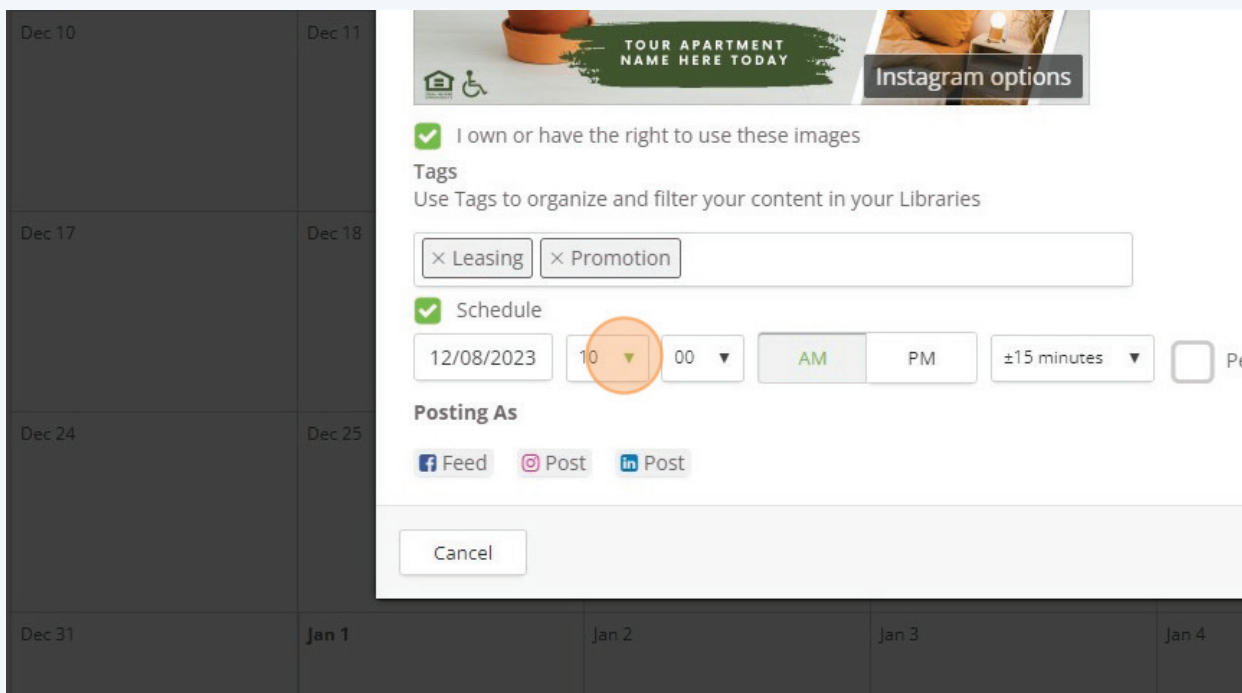 Dec 10
Dec 11
TOUR APARTMENT
NAME HERE TODAY
Instagram options
I own or have the right to use these images
Tags
Use Tags to organize and filter your content in your Libraries
Dec 17
Dec 18
× Leasing × Promotion
Schedule
12/08/2023 10 ▼ 00 ▼ AM PM ±15 minutes ▼
Posting As
Dec 24
Dec 25
Feed Post Post
Cancel
Dec 31
Jan 1
Jan 2
Jan 3
Jan 4